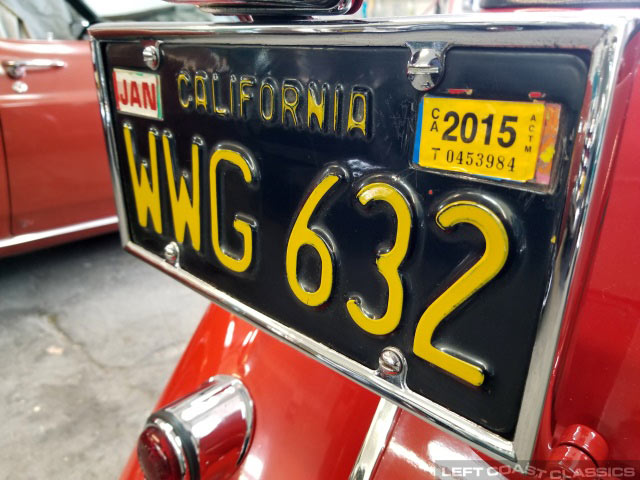 JAN
CALIFORNIA
CA 2015 ACTM
T 0453984
WWG 632
LEFT COAST CLASSICS